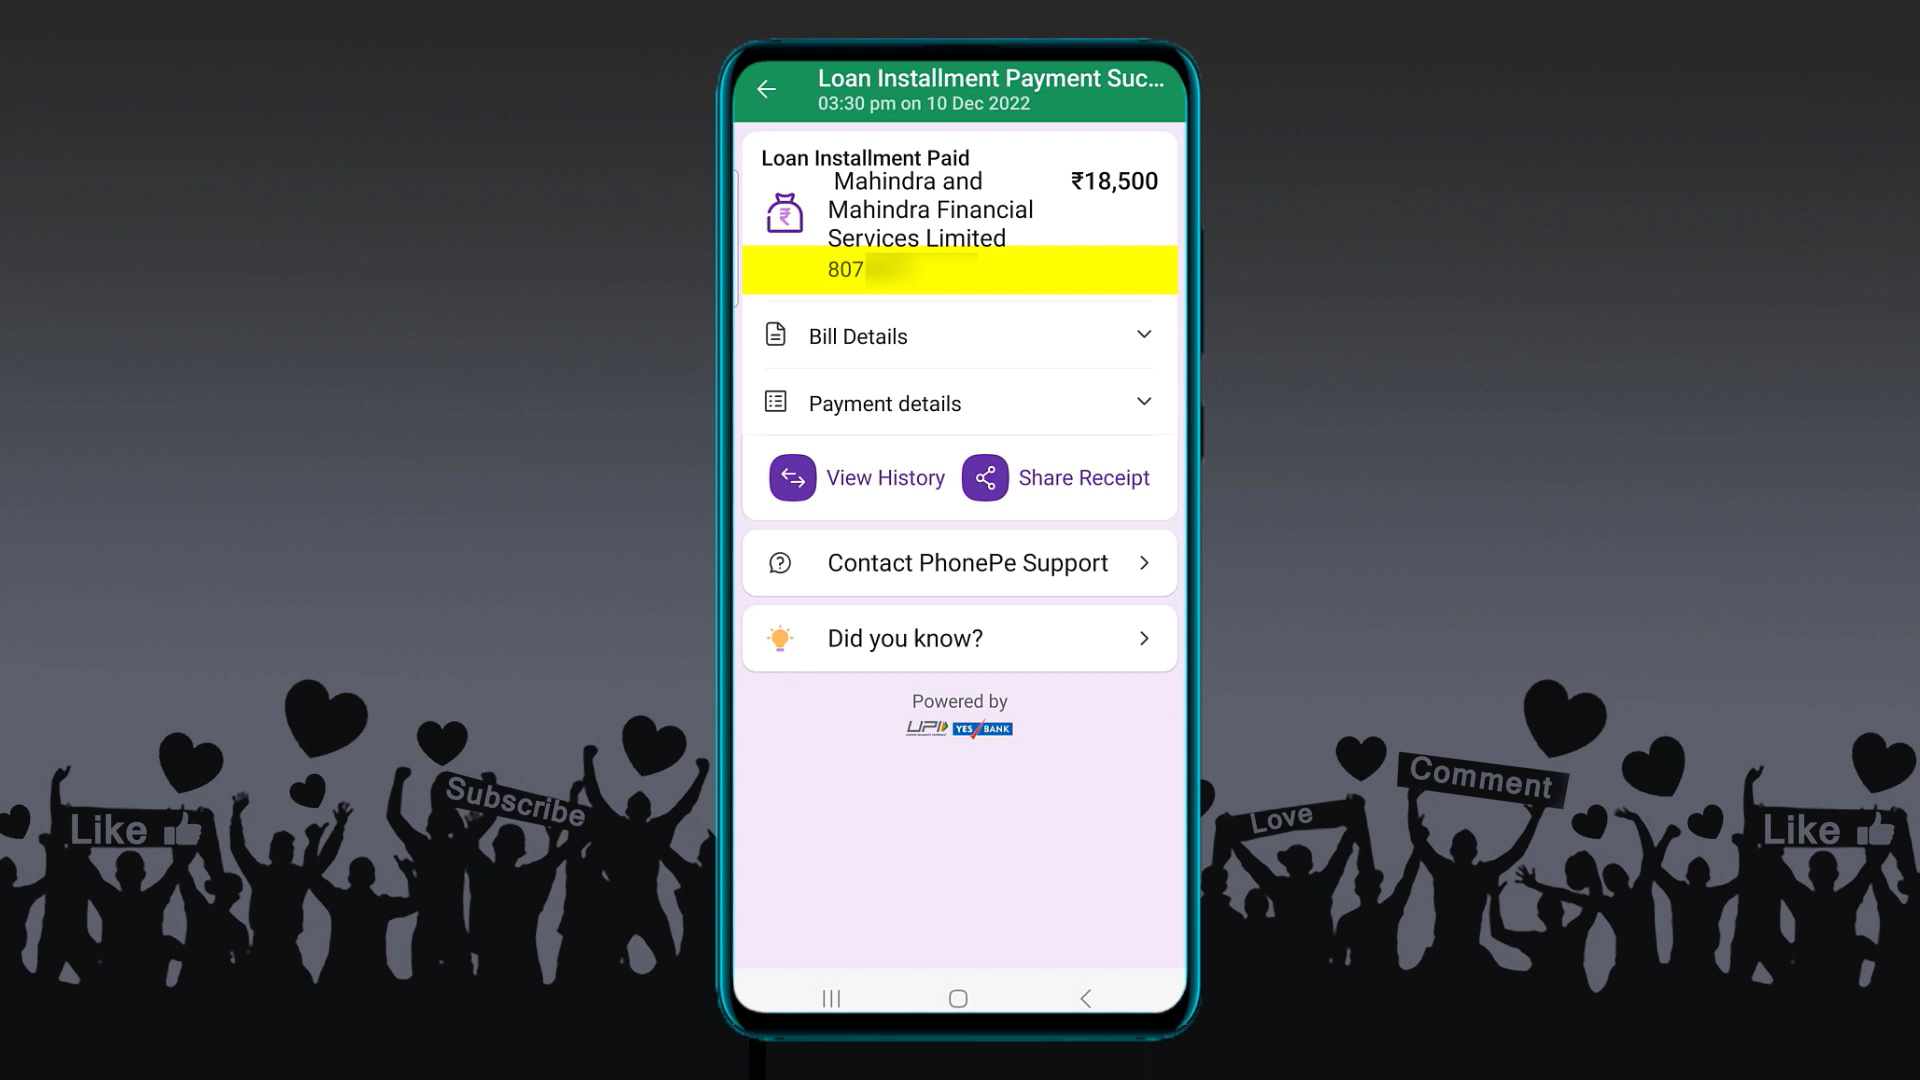 Loan Installment Payment Suc...
03:30 pm on 10 Dec 2022
Loan Installment Paid
Mahindra and
Mahindra Financial
Services Limited
₹18,500
807
Bill Details
Payment details
View History
Share Receipt
Contact PhonePe Support
Did you know?
Powered by
UPI
YES BANK
Like
Subscribe
Love
Comment
Like